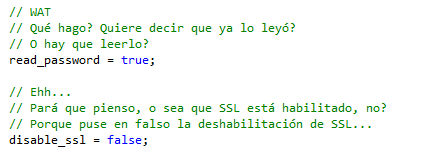 // WAT
// Qué hago? Quiere decir que ya lo leyó?
// O hay que leerlo?
read_password = true;
// Ehh...
// Pará que pienso, o sea que SSL está habilitado, no?
// Porque puse en falso la deshabilitación de SSL...
disable_ssl = false;